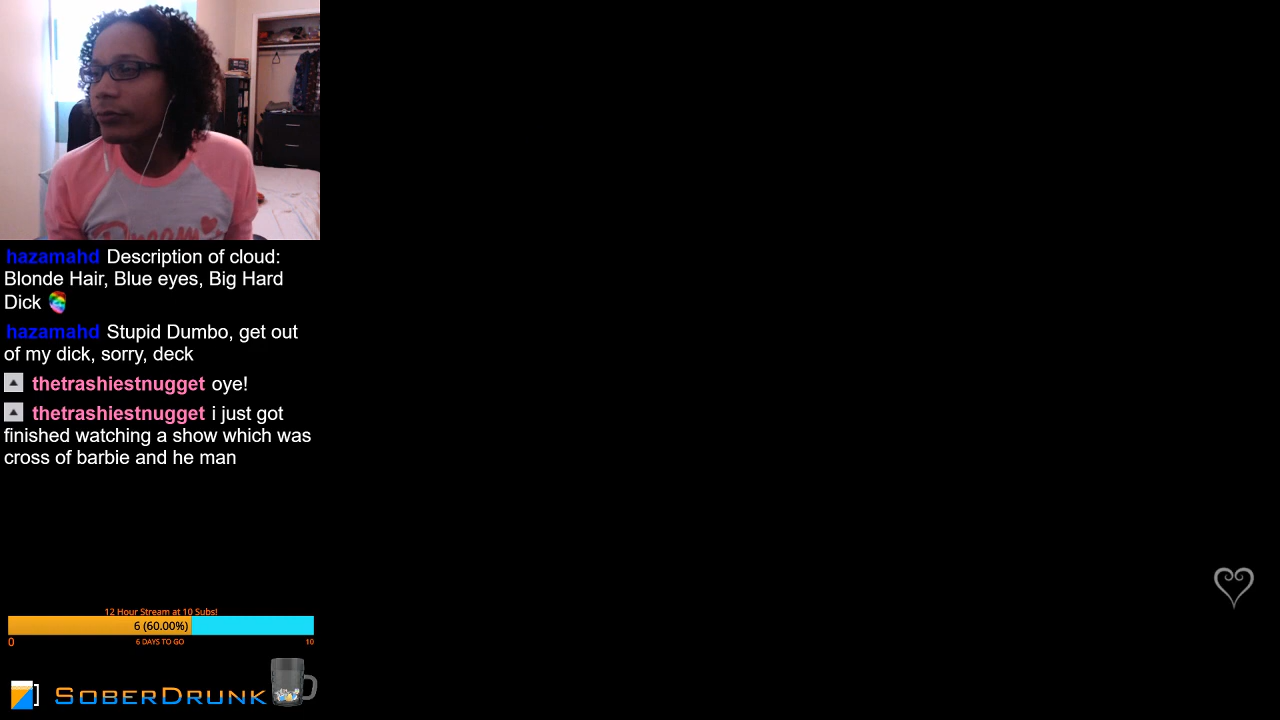 Dream
hazamahd Description of cloud:
Blonde Hair, Blue eyes, Big Hard
Dick
hazamahd Stupid Dumbo, get out
of my dick, sorry, deck
thetrashiestnugget oye!
thetrashiestnugget i just got
finished watching a show which was
cross of barbie and he man
12 Hour Stream at 10 Subs!
6 (60.00%)
0 6 DAYS TO GO 10
SOBERDRUNK